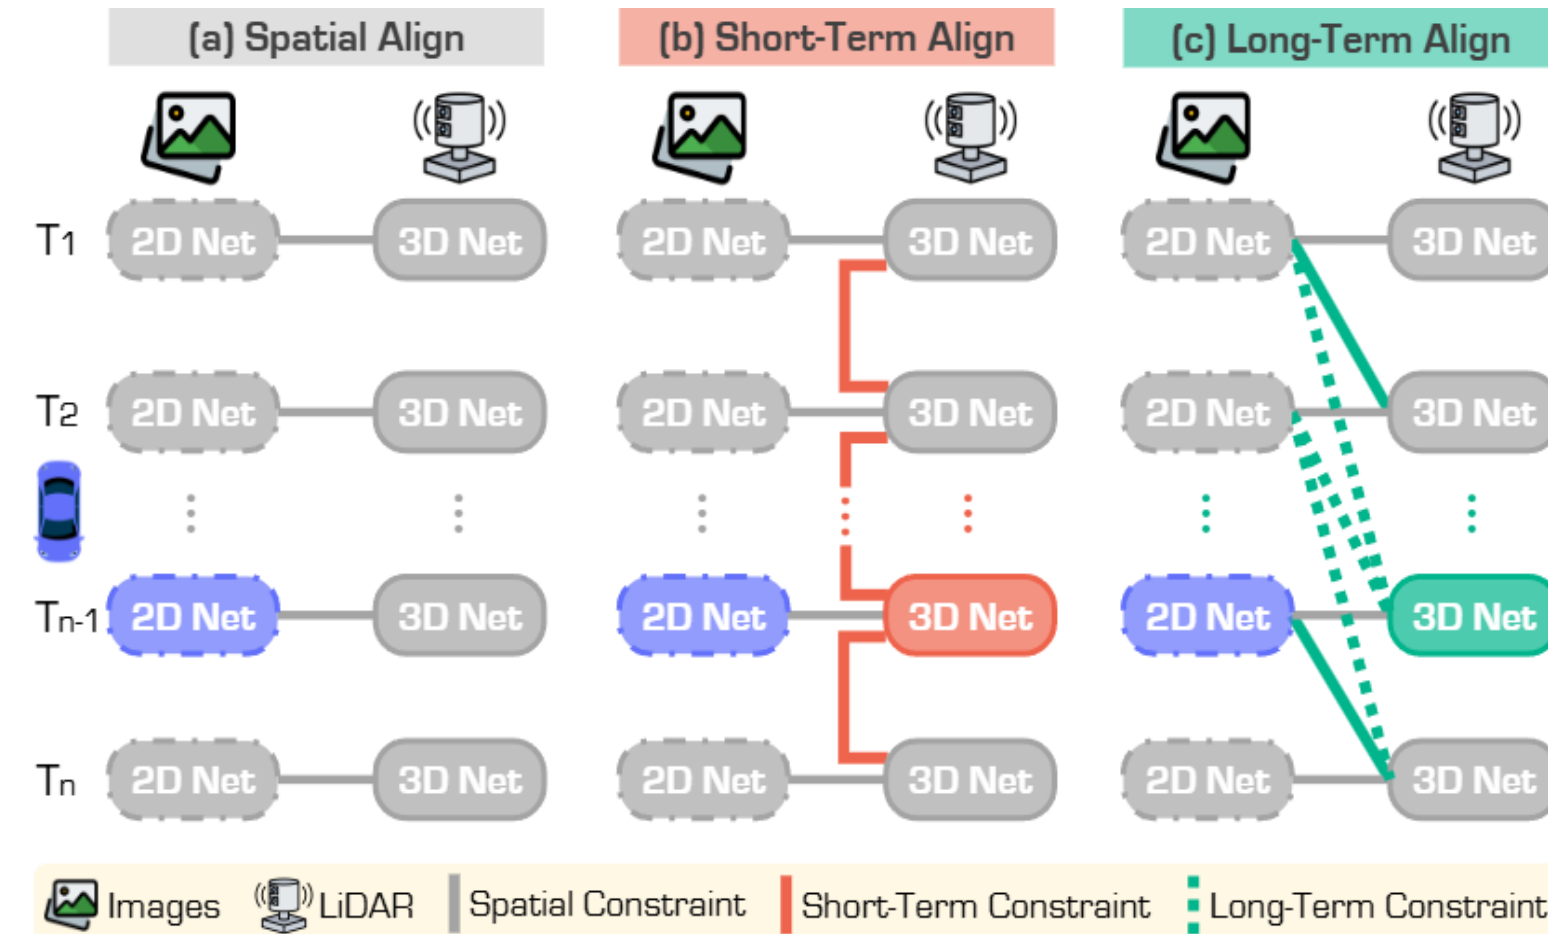 (a) Spatial Align (b) Short-Term Align (c) Long-Term Align
T1 2D Net 3D Net 2D Net 3D Net 2D Net 3D Net
T2 2D Net 3D Net 2D Net 3D Net 2D Net 3D Net
Tn-1 2D Net 3D Net 2D Net 3D Net 2D Net 3D Net
Tn 2D Net 3D Net 2D Net 3D Net 2D Net 3D Net
Images LiDAR Spatial Constraint Short-Term Constraint Long-Term Constraint